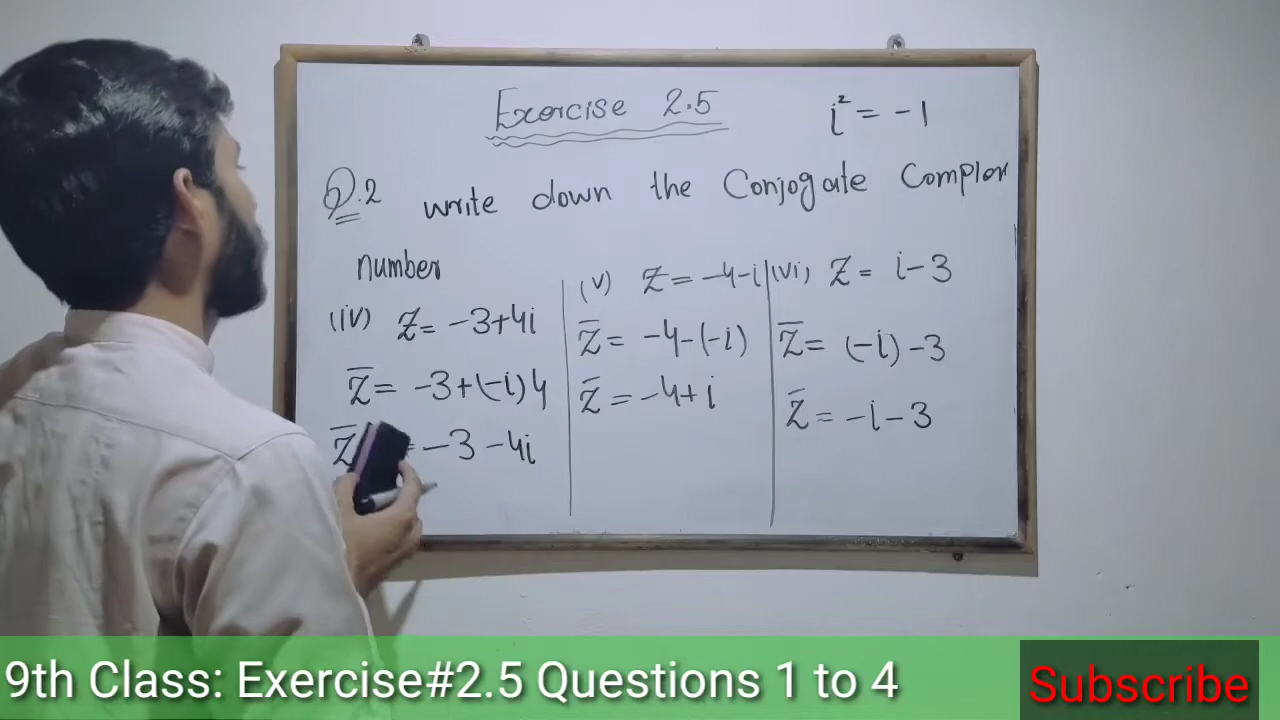 Exercise 2.5
i² = -1
Q.2 write down the Conjogate Complex
number
(iv) Z= -3+4i
Z̅= -3+(-i)4
Z̅ = -3 -4i
(v) Z= -4-i
Z̅= -4-(-i)
Z̅ = -4+i
(vi) Z= i-3
Z̅= (-i)-3
Z̅ = -i-3
9th Class: Exercise#2.5 Questions 1 to 4
Subscribe